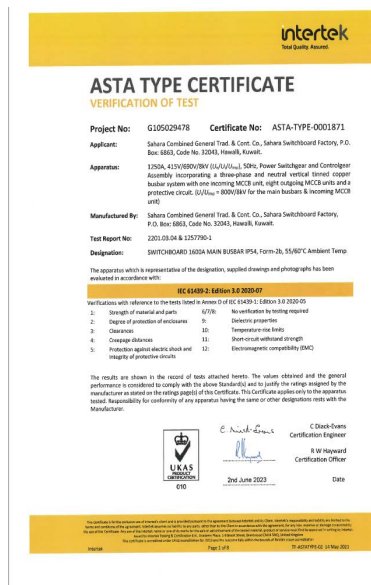 intertek
Total Quality. Assured.
ASTA TYPE CERTIFICATE
VERIFICATION OF TEST
Project No: G105029478 Certificate No: ASTA-TYPE-0001871
Applicant: Sahara Combined General Trad. & Cont. Co., Sahara Switchboard Factory, P.O. Box: 6863, Code No. 32043, Hawalli, Kuwait.
Apparatus: 1250A, 415V/690V/8kV (Ue/Ui/Uimp), 50Hz, Power Switchgear and Controlgear
Assembly incorporating a three-phase and neutral vertical tinned copper
busbar system with one incoming MCCB unit, eight outgoing MCCB units and a
protective circuit. (Ui/Uimp = 800V/8kV for the main busbars & Incoming MCCB
unit)
Manufactured By: Sahara Combined General Trad. & Cont. Co., Sahara Switchboard Factory,
P.O. Box: 6863, Code No. 32043, Hawalli, Kuwait.
Test Report No: 2201.03.04 & 1257790-1
Designation: SWITCHBOARD 1600A MAIN BUSBAR IP54, Form-2b, 55/60°C Ambient Temp
The apparatus which is representative of the designation, supplied drawings and photographs has been
evaluated in accordance with:
IEC 61439-2: Edition 3.0 2020-07
Verifications with reference to the tests listed in Annex D of IEC 61439-1: Edition 3.0 2020-05
1: Strength of material and parts 6/7/8: No verification by testing required
2: Degree of protection of enclosures 9: Dielectric properties
3: Clearances 10: Temperature-rise limits
4: Creepage distances 11: Short-circuit withstand strength
5: Protection against electric shock and 12: Electromagnetic compatibility (EMC)
integrity of protective circuits
The results are shown in the record of tests attached hereto. The values obtained and the general
performance is considered to comply with the above Standard(s) and to justify the ratings assigned by the
manufacturer as stated on the ratings page(s) of this Certificate. This Certificate applies only to the apparatus
tested. Responsibility for conformity of any apparatus having the same or other designations rests with the
Manufacturer.
C Diack-Evans
Certification Engineer
R W Hayward
Certification Officer
UKAS
PRODUCT
CERTIFICATION
010
2nd June 2023 Date
Page 1 of 8